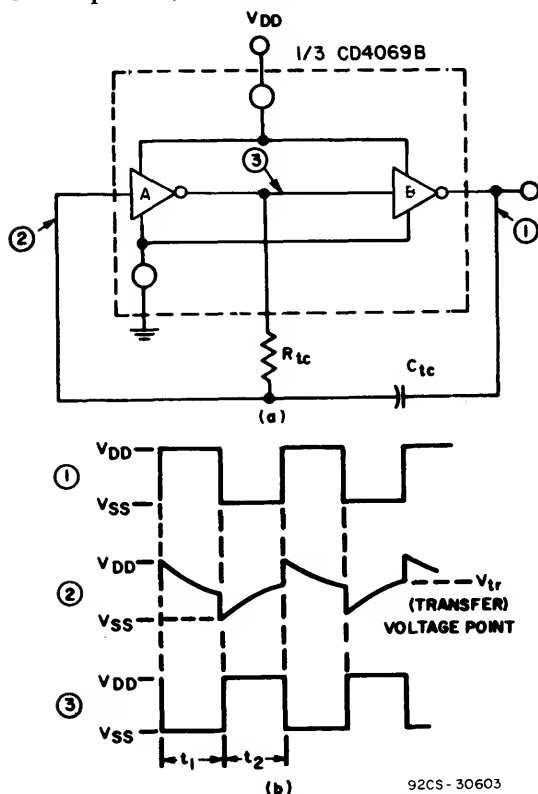 VDD
1/3 CD4069B
③
A
B
②
①
Rtc
Ctc
(a)
①
VDD
VSS
②
VDD
VSS
Vtr
(TRANSFER)
VOLTAGE POINT
③
VDD
VSS
t1
t2
(b)
92CS-30603